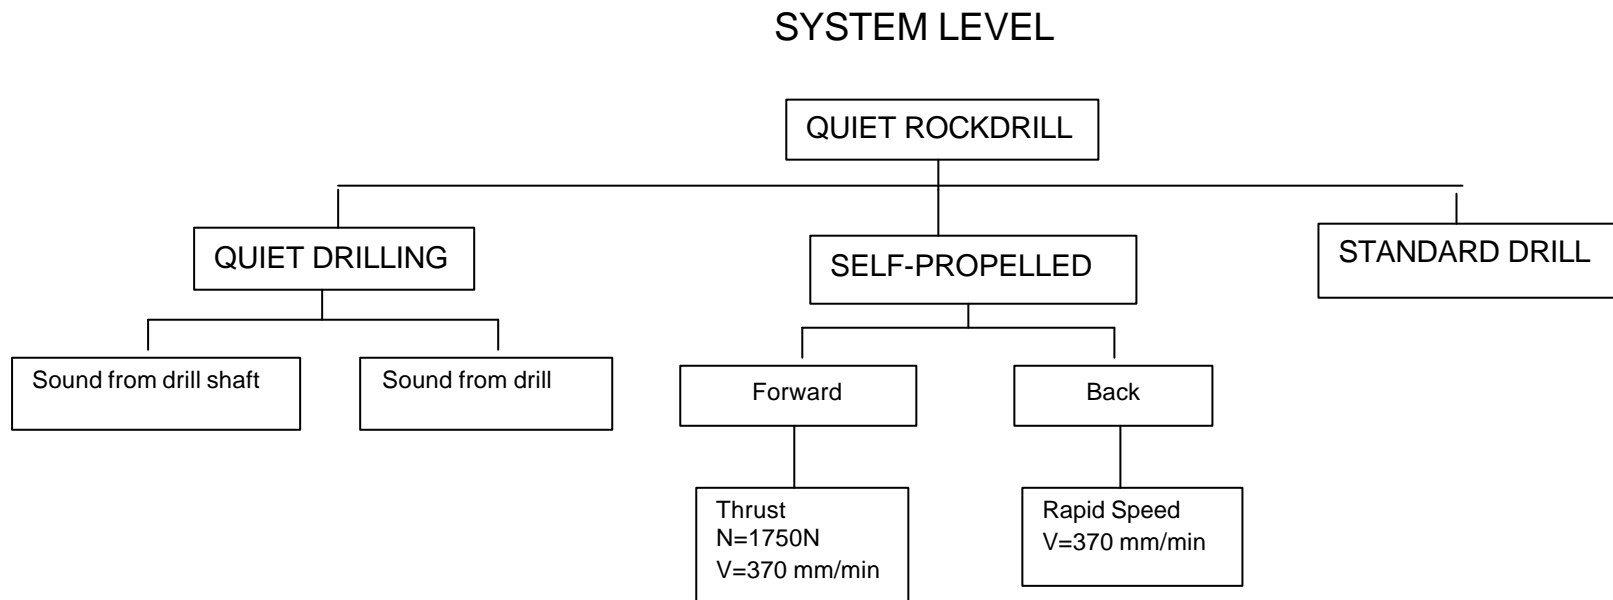 SYSTEM LEVEL
QUIET ROCKDRILL
QUIET DRILLING
SELF-PROPELLED
STANDARD DRILL
Sound from drill shaft
Sound from drill
Forward
Back
Thrust
N=1750N
V=370 mm/min
Rapid Speed
V=370 mm/min